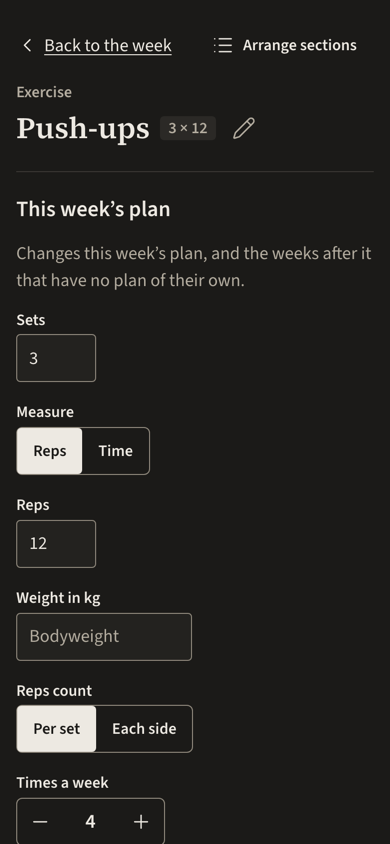 Back to the week
Arrange sections
Exercise
Push-ups 3 × 12
This week’s plan
Changes this week’s plan, and the weeks after it
that have no plan of their own.
Sets
3
Measure
Reps Time
Reps
12
Weight in kg
Bodyweight
Reps count
Per set Each side
Times a week
4